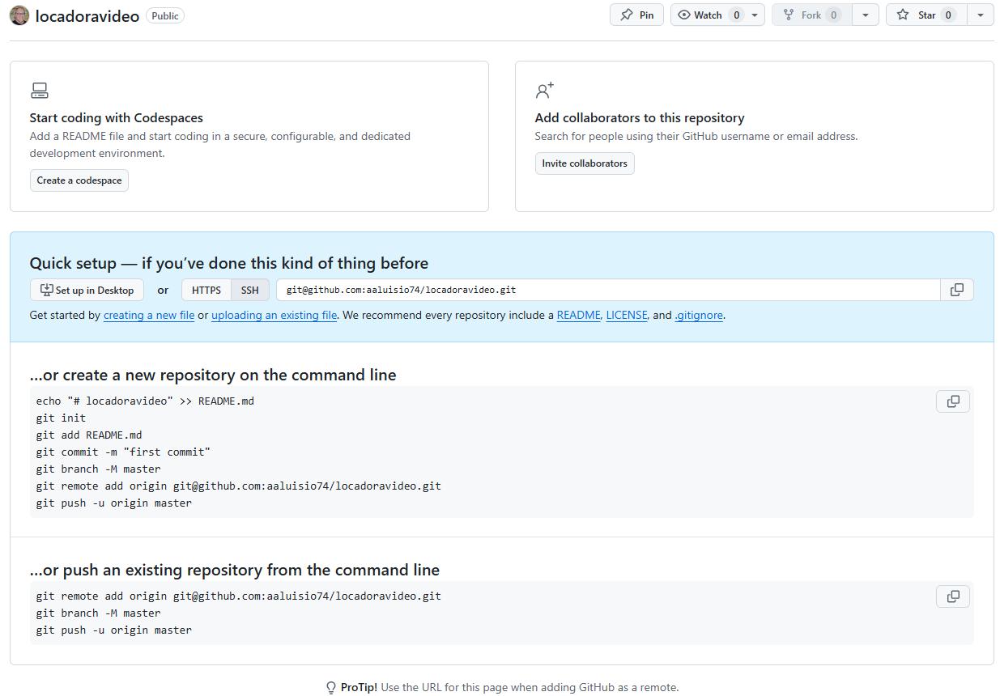 locadoravideo Public Pin Watch 0 Fork 0 Star 0
Start coding with Codespaces
Add a README file and start coding in a secure, configurable, and dedicated
development environment.
Create a codespace
Add collaborators to this repository
Search for people using their GitHub username or email address.
Invite collaborators
Quick setup — if you’ve done this kind of thing before
Set up in Desktop or HTTPS SSH git@github.com:aaluisio74/locadoravideo.git
Get started by creating a new file or uploading an existing file. We recommend every repository include a README, LICENSE, and .gitignore.
…or create a new repository on the command line
echo "# locadoravideo" >> README.md
git init
git add README.md
git commit -m "first commit"
git branch -M master
git remote add origin git@github.com:aaluisio74/locadoravideo.git
git push -u origin master
…or push an existing repository from the command line
git remote add origin git@github.com:aaluisio74/locadoravideo.git
git branch -M master
git push -u origin master
ProTip! Use the URL for this page when adding GitHub as a remote.